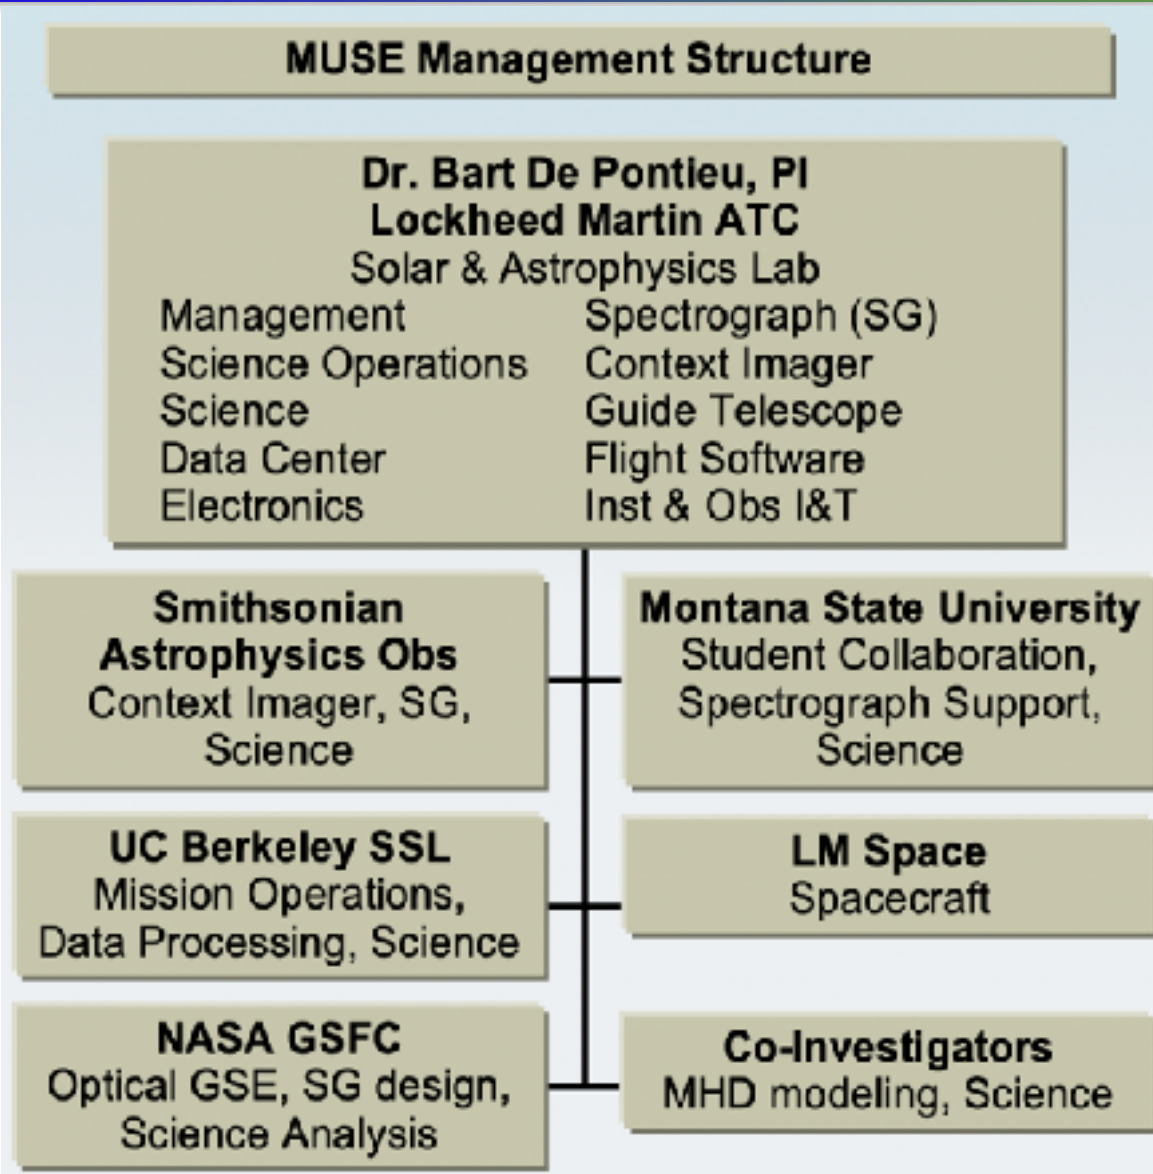 MUSE Management Structure
Dr. Bart De Pontieu, PI
Lockheed Martin ATC
Solar & Astrophysics Lab
Management
Science Operations
Science
Data Center
Electronics
Spectrograph (SG)
Context Imager
Guide Telescope
Flight Software
Inst & Obs I&T
Smithsonian
Astrophysics Obs
Context Imager, SG,
Science
Montana State University
Student Collaboration,
Spectrograph Support,
Science
UC Berkeley SSL
Mission Operations,
Data Processing, Science
LM Space
Spacecraft
NASA GSFC
Optical GSE, SG design,
Science Analysis
Co-Investigators
MHD modeling, Science